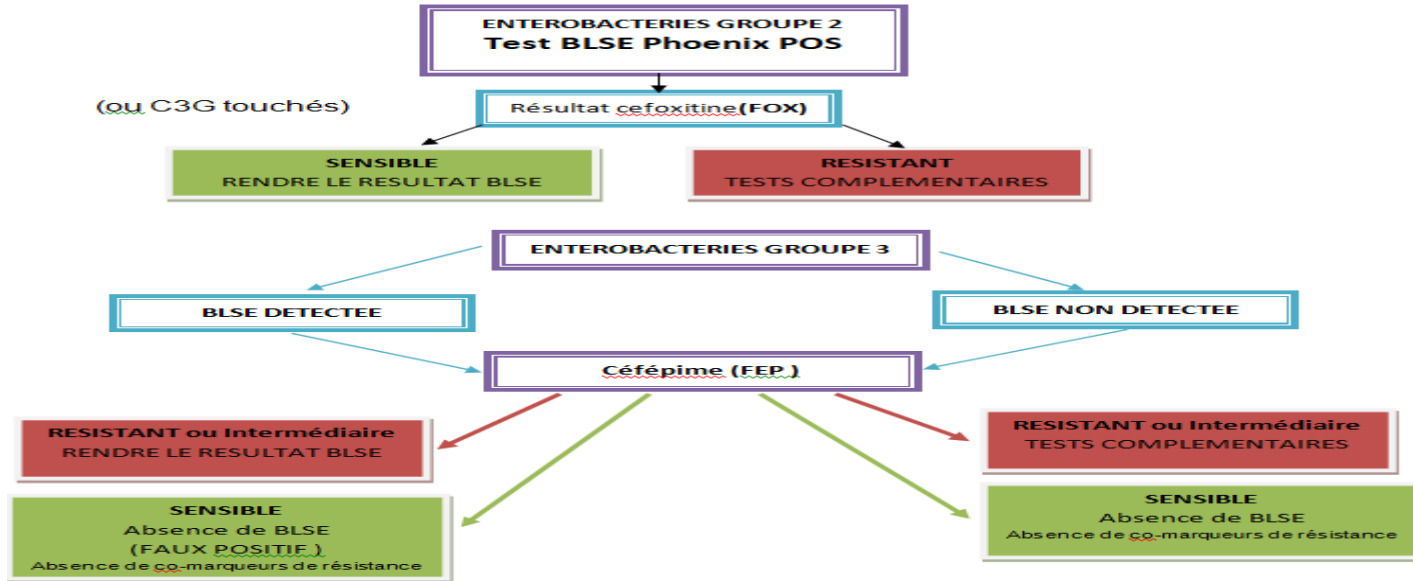 ENTEROBACTERIES GROUPE 2
Test BLSE Phoenix POS
(ou C3G touchés)
Résultat cefoxitine(FOX)
SENSIBLE
RENDRE LE RESULTAT BLSE
RESISTANT
TESTS COMPLEMENTAIRES
ENTEROBACTERIES GROUPE 3
BLSE DETECTEE
BLSE NON DETECTEE
Céfépime (FEP )
RESISTANT ou Intermédiaire
RENDRE LE RESULTAT BLSE
RESISTANT ou Intermédiaire
TESTS COMPLEMENTAIRES
SENSIBLE
Absence de BLSE
(FAUX POSITIF )
Absence de co-marqueurs de résistance
SENSIBLE
Absence de BLSE
Absence de co-marqueurs de résistance